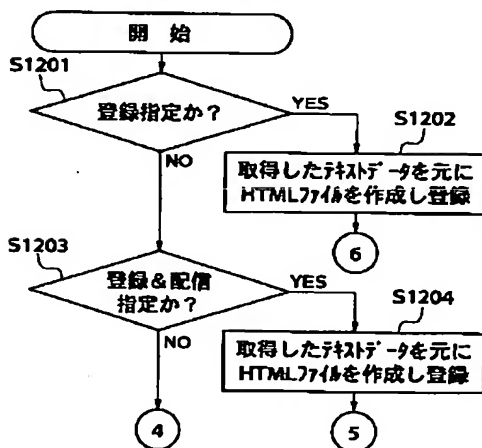 開 始
S1201
登録指定か？
YES
S1202
NO
取得したﾃｷｽﾄﾃﾞｰﾀを元に
HTMLﾌｧｲﾙを作成し登録
6
S1203
登録＆配信
指定か？
YES
S1204
NO
取得したﾃｷｽﾄﾃﾞｰﾀを元に
HTMLﾌｧｲﾙを作成し登録
4
5